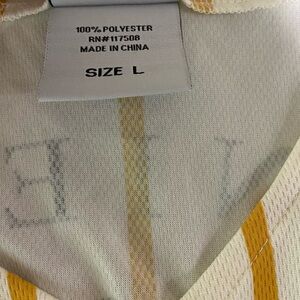 100% POLYESTER
RN#117508
MADE IN CHINA
SIZE L